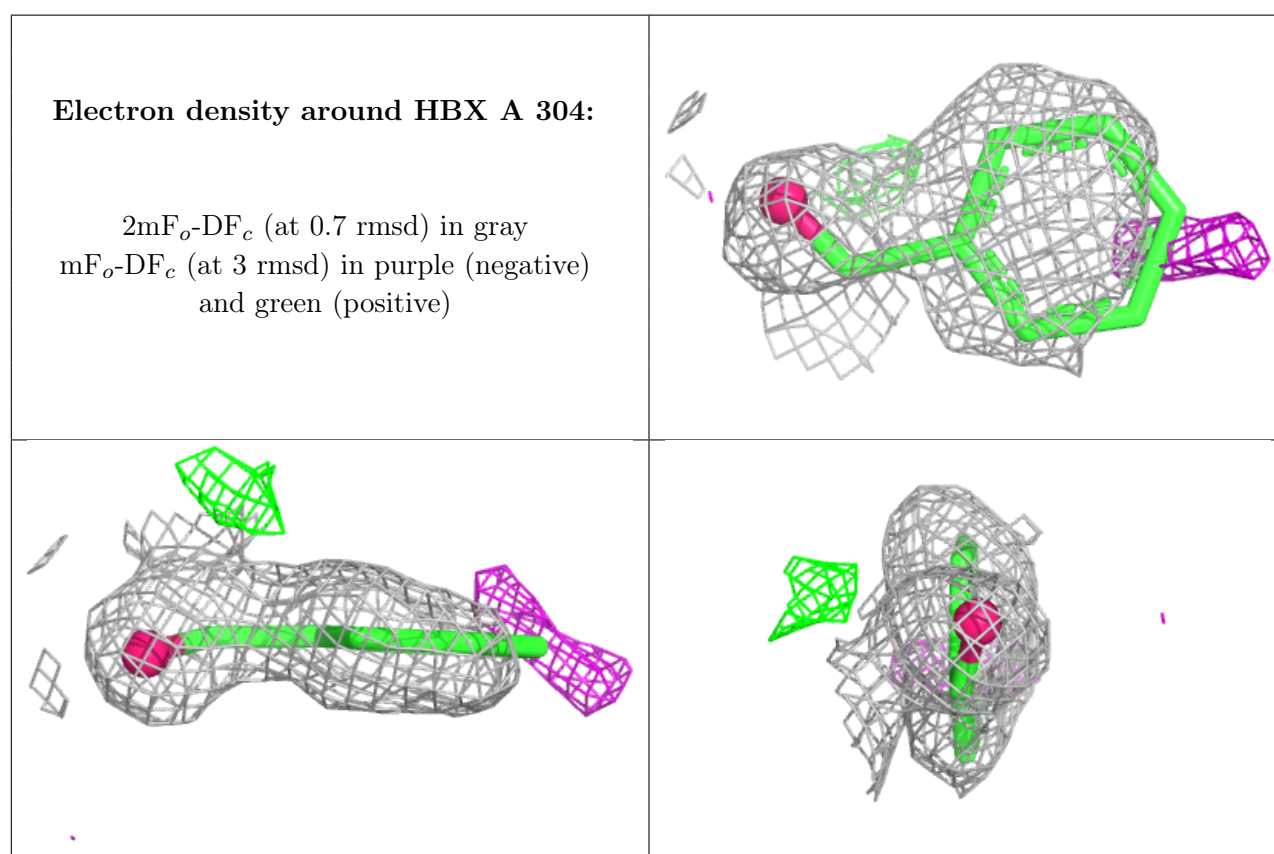 Electron density around HBX A 304:
2mFₒ-DF𝒸 (at 0.7 rmsd) in gray
mFₒ-DF𝒸 (at 3 rmsd) in purple (negative)
and green (positive)